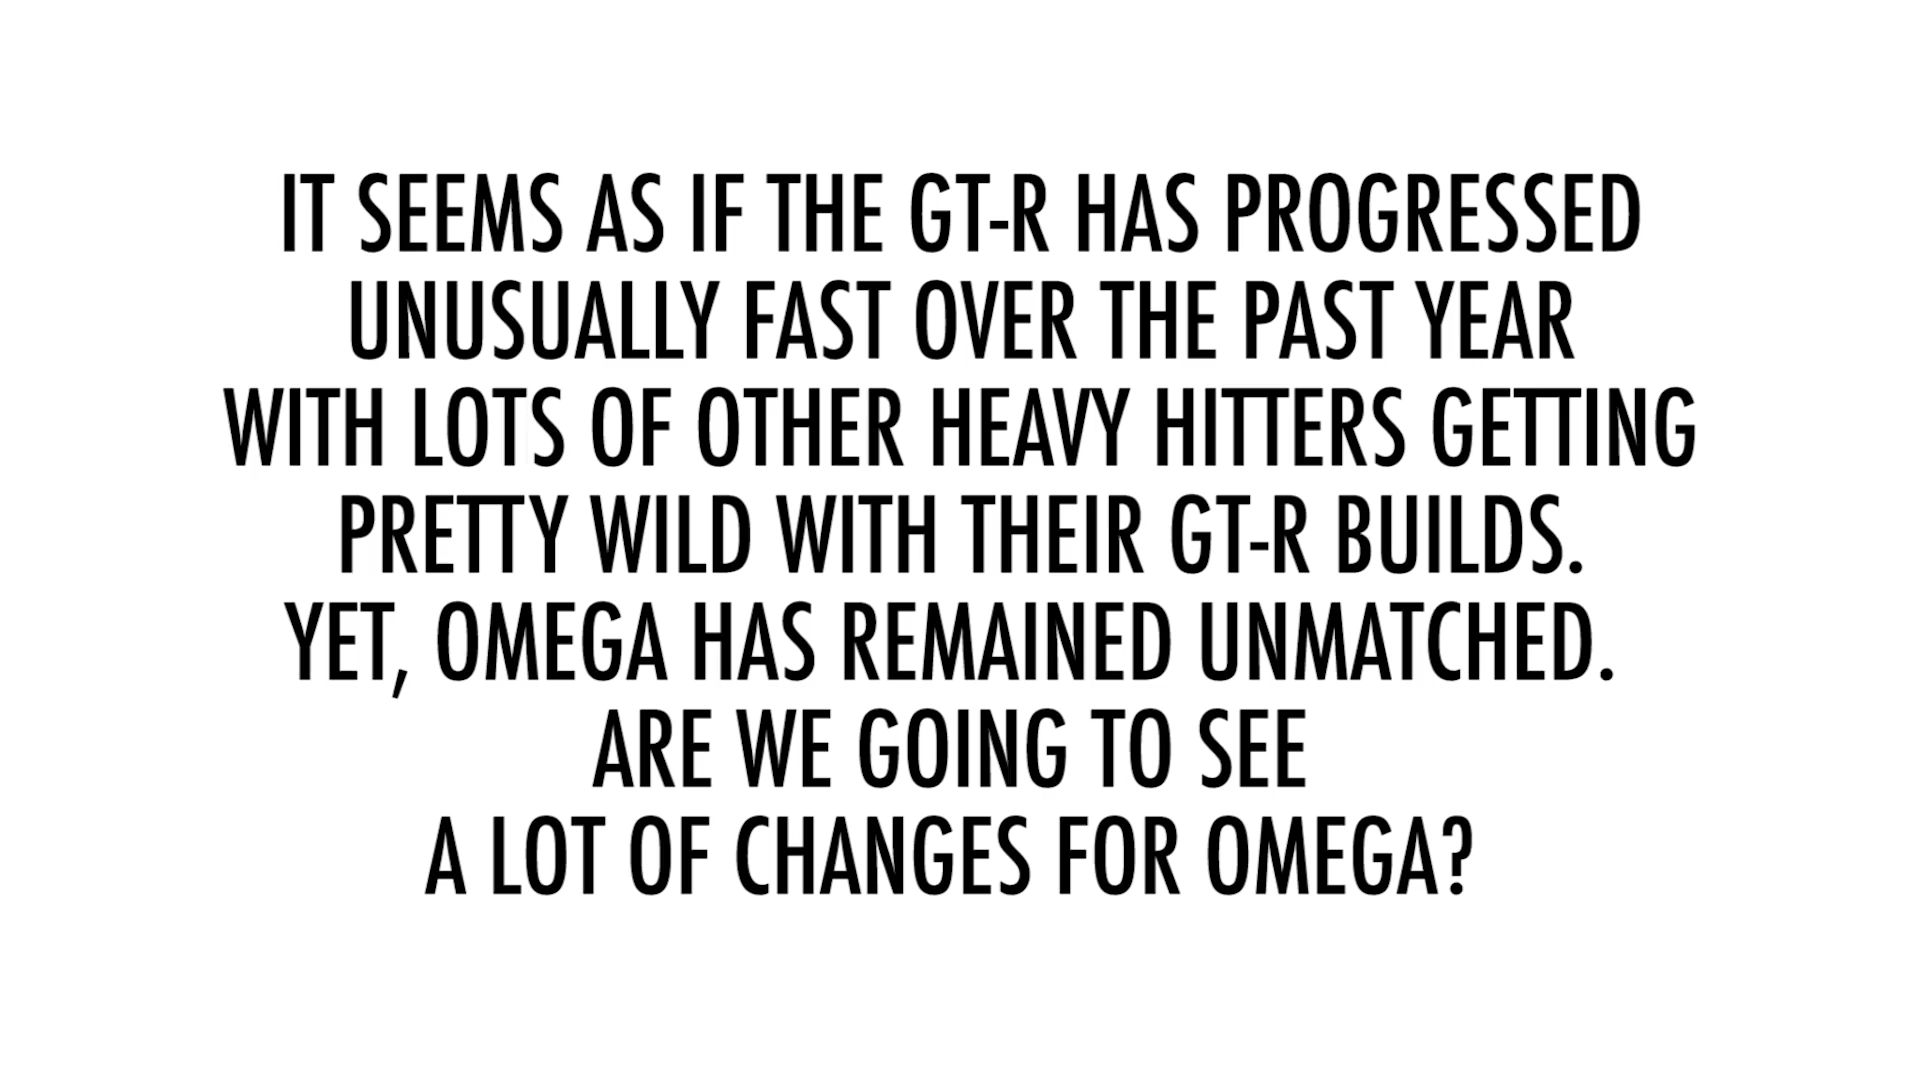 IT SEEMS AS IF THE GT-R HAS PROGRESSED
UNUSUALLY FAST OVER THE PAST YEAR
WITH LOTS OF OTHER HEAVY HITTERS GETTING
PRETTY WILD WITH THEIR GT-R BUILDS.
YET, OMEGA HAS REMAINED UNMATCHED.
ARE WE GOING TO SEE
A LOT OF CHANGES FOR OMEGA?